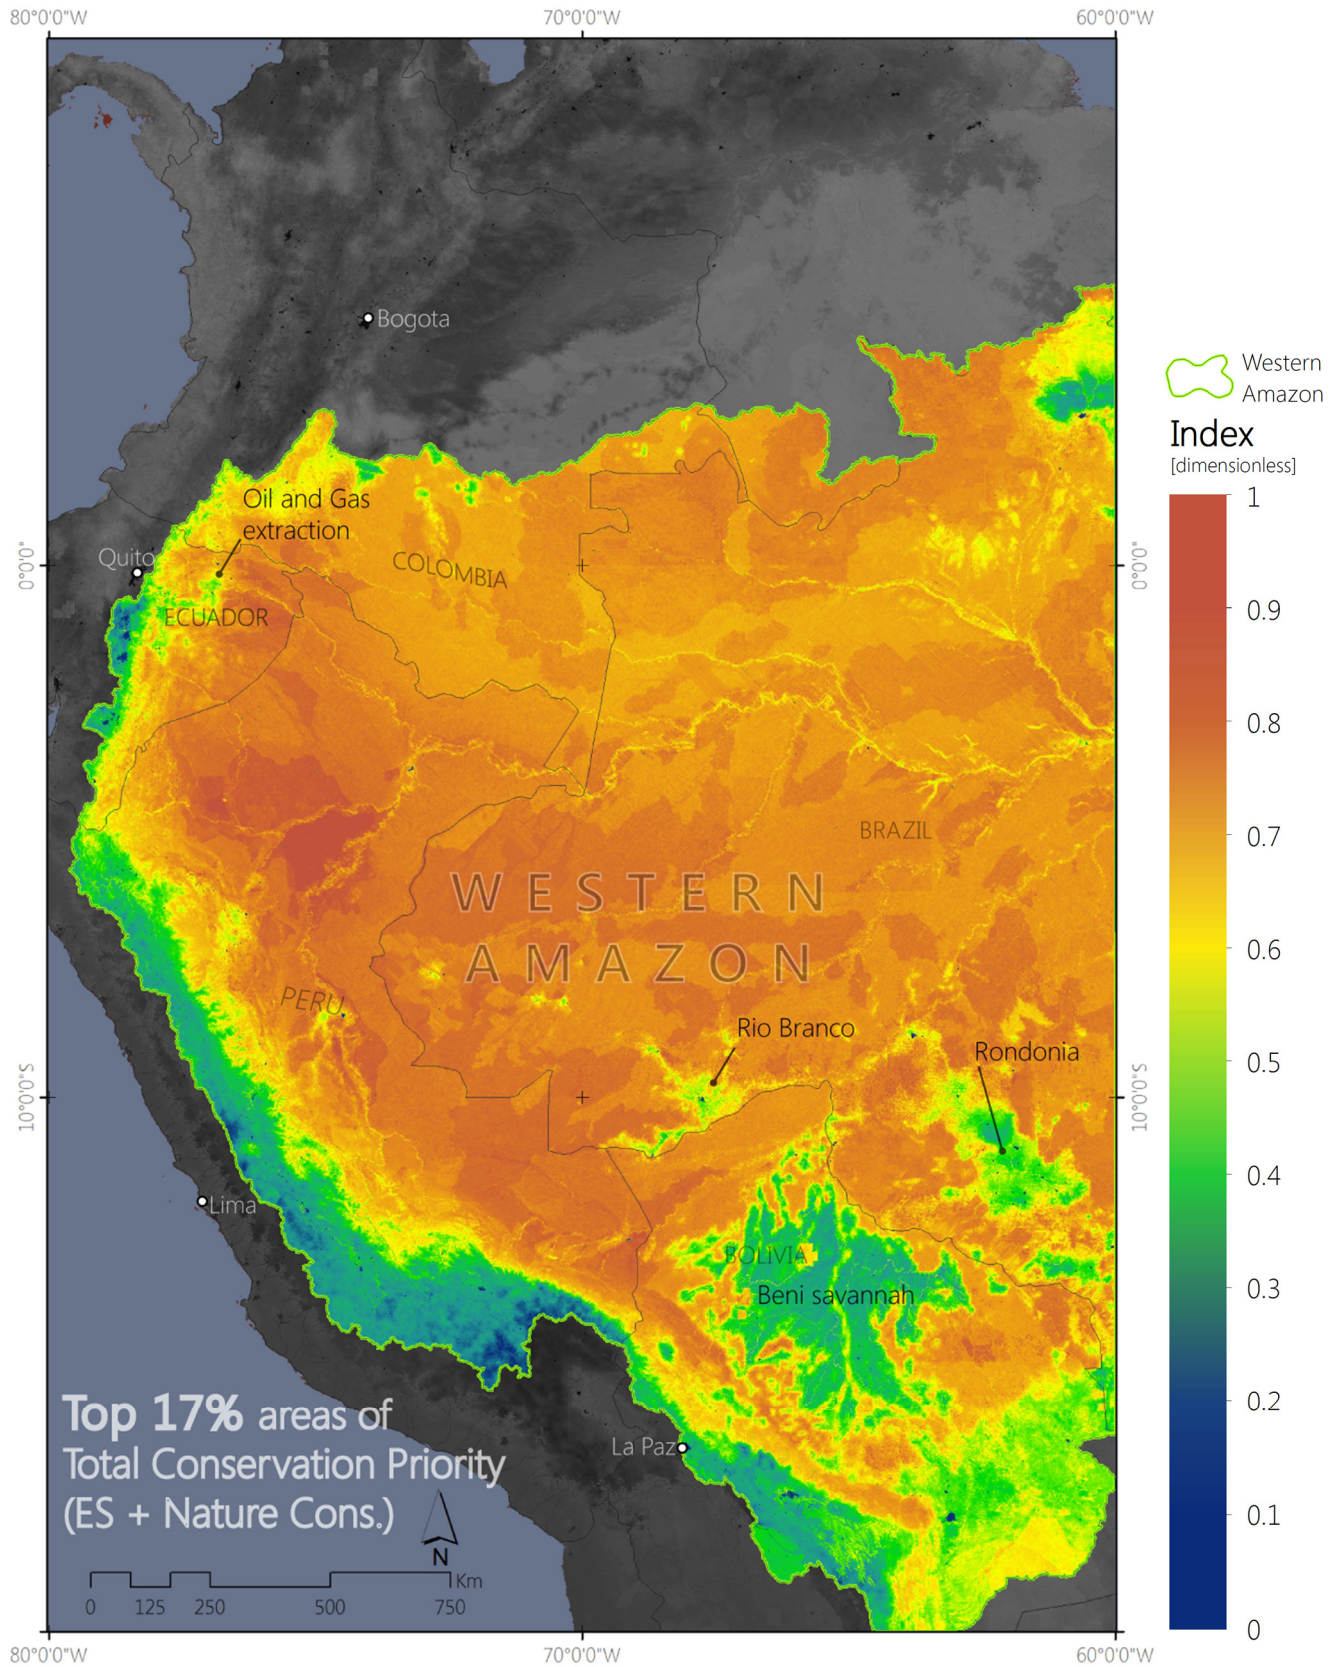 80°0'0"W
70°0'0"W
60°0'0"W
Bogota
Western
Amazon
Index
[dimensionless]
1
0.9
0.8
0.7
0.6
0.5
0.4
0.3
0.2
0.1
0
Oil and Gas
extraction
COLOMBIA
Quito
0°0'0"
0°0'0"
ECUADOR
BRAZIL
WESTERN
AMAZON
PERU
Rio Branco
Rondonia
10°0'0"S
10°0'0"S
Lima
BOLIVIA
Beni savannah
La Paz
Top 17% areas of
Total Conservation Priority
(ES + Nature Cons.)
N
Km
0 125 250 500 750
80°0'0"W
70°0'0"W
60°0'0"W